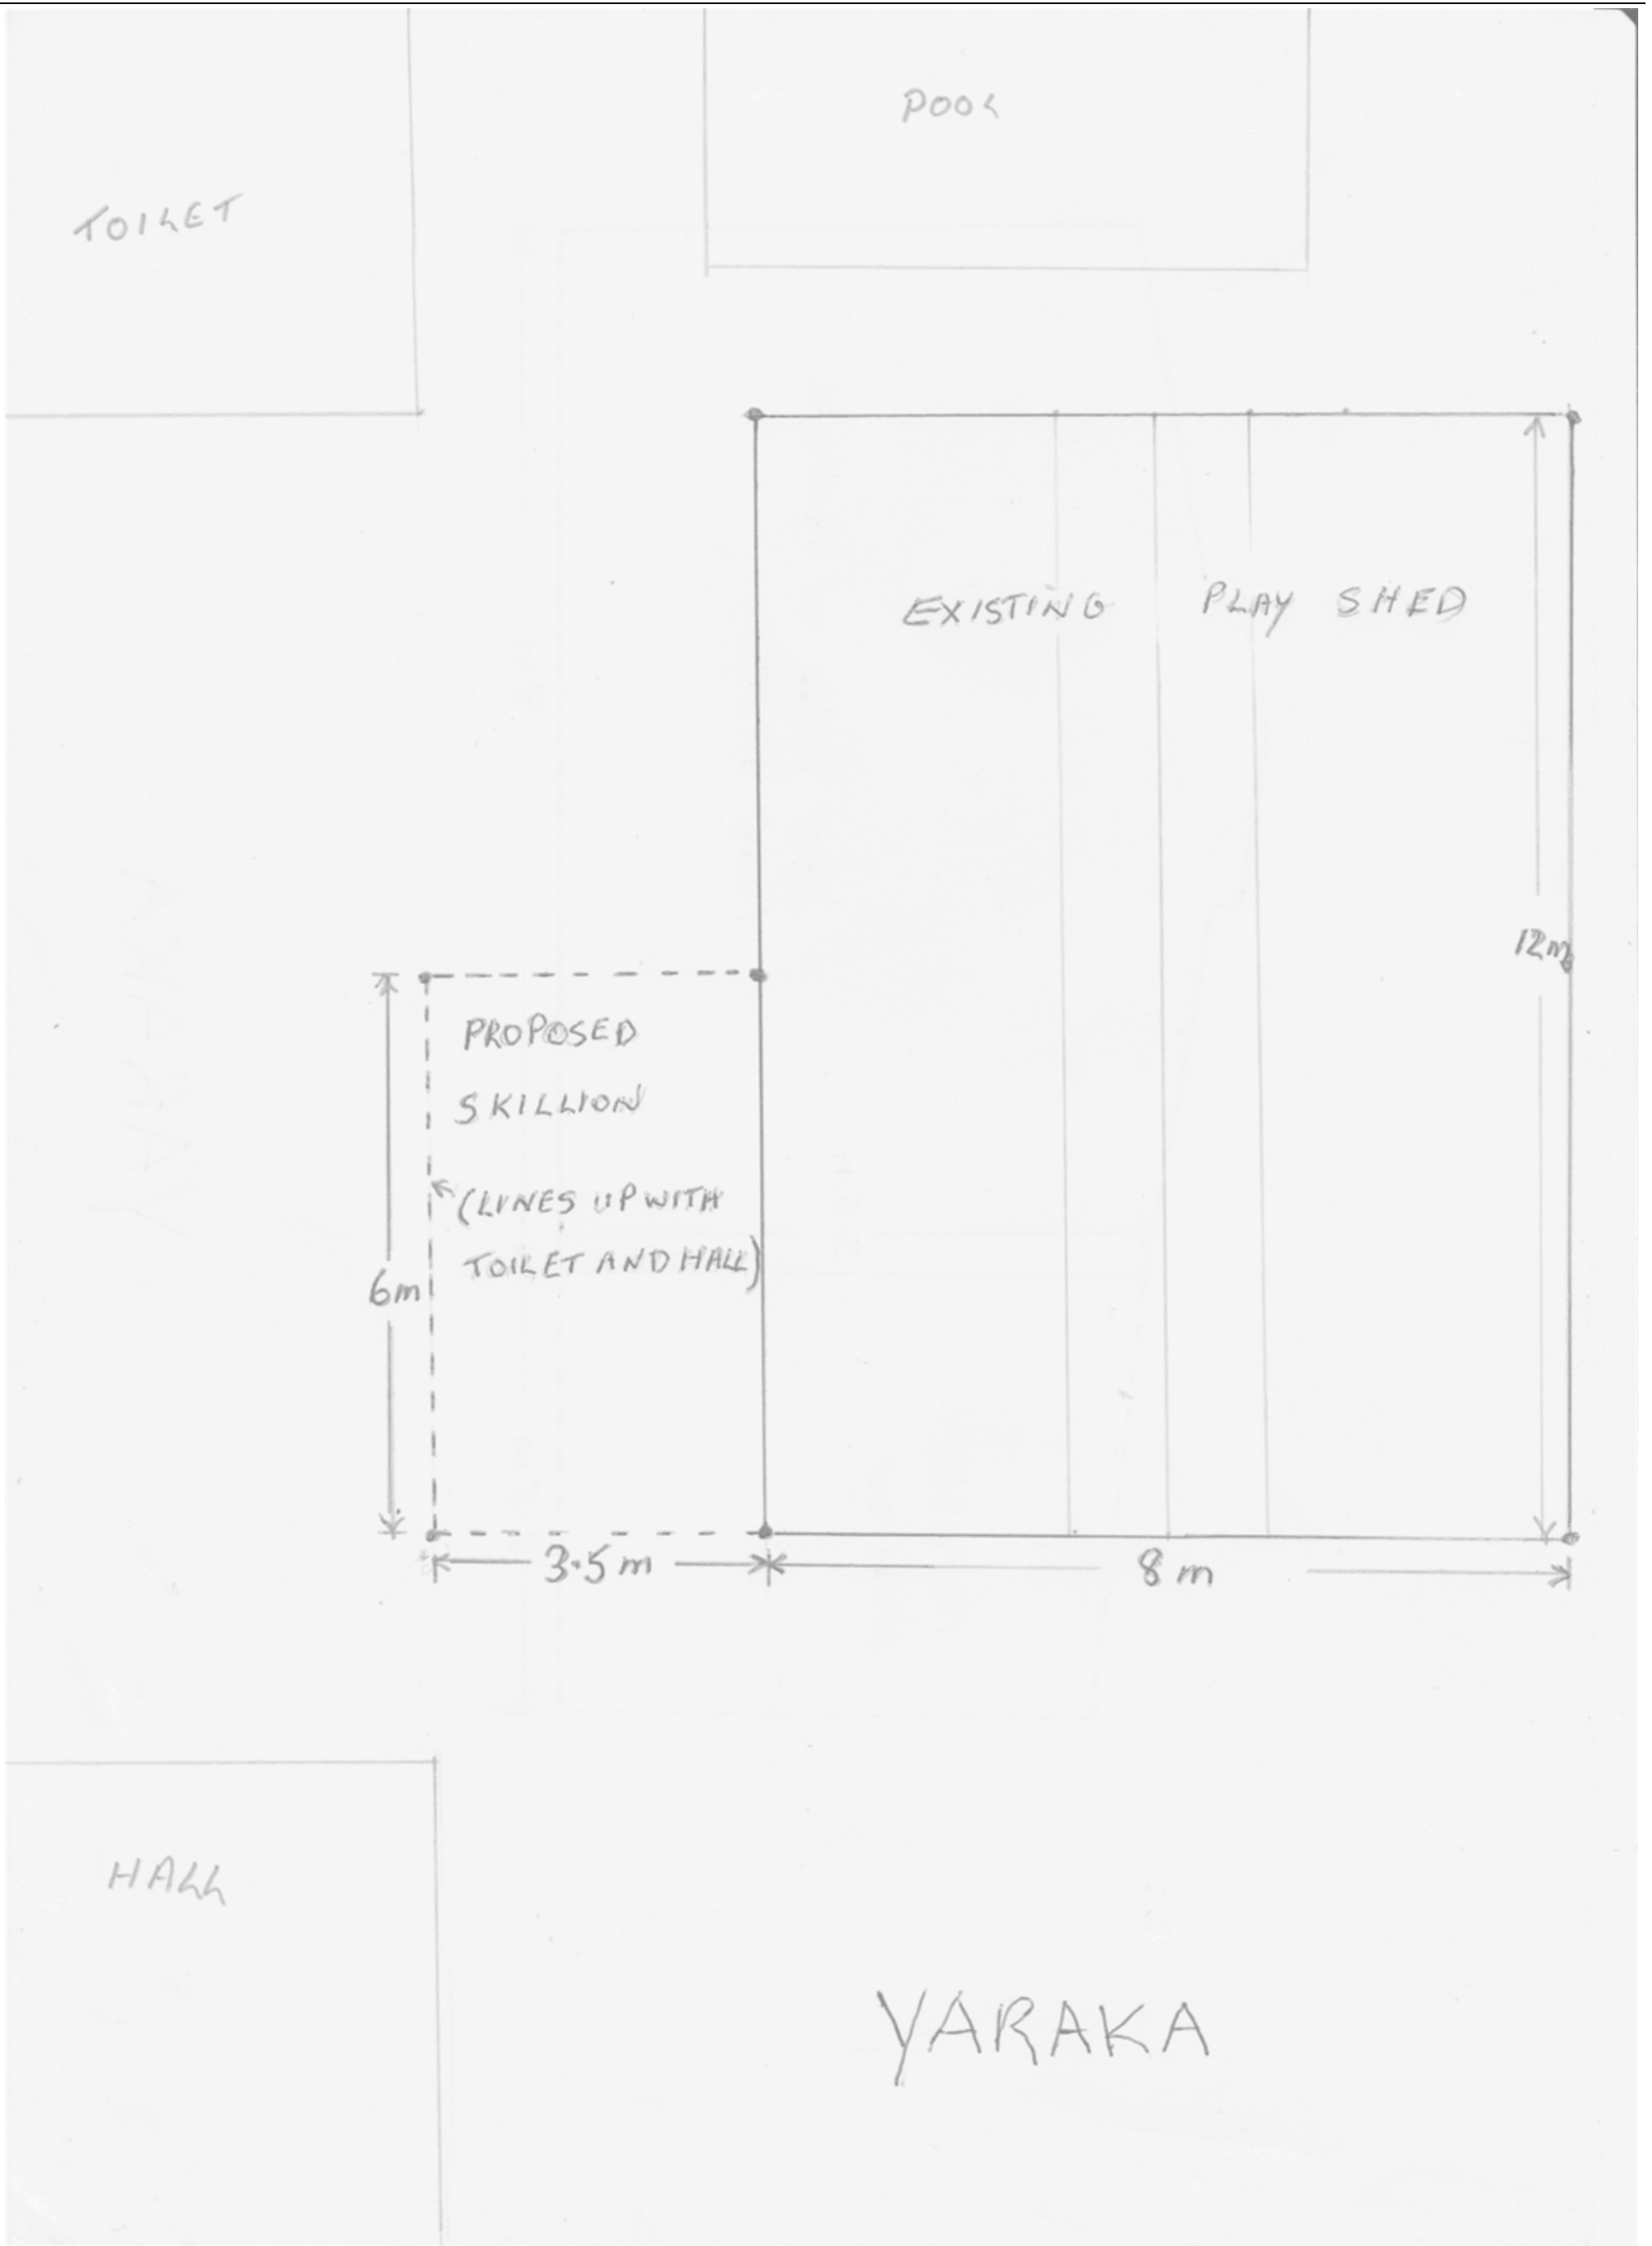 POOL
TOILET
EXISTING PLAY SHED
12m
PROPOSED
SKILLION
(LINES UP WITH
TOILET AND HALL)
6m
3.5m
8m
HALL
YARAKA